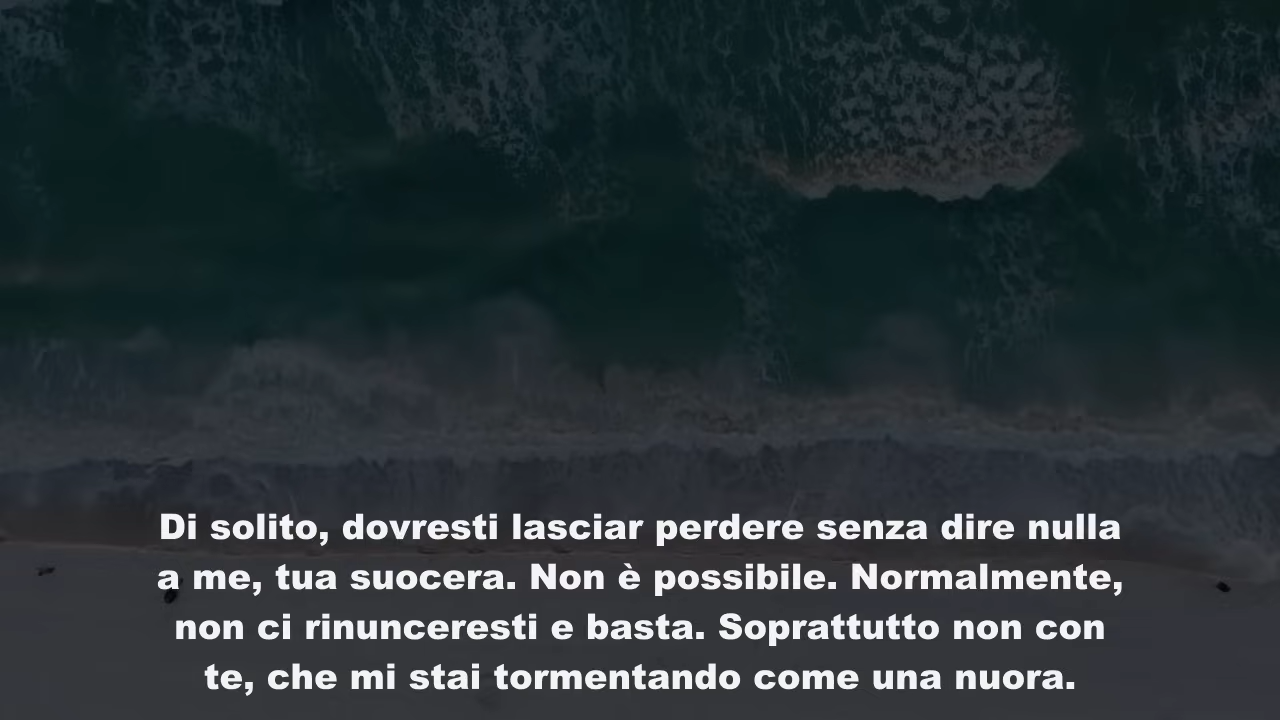 Di solito, dovresti lasciar perdere senza dire nulla
a me, tua suocera. Non è possibile. Normalmente,
non ci rinunceresti e basta. Soprattutto non con
te, che mi stai tormentando come una nuora.